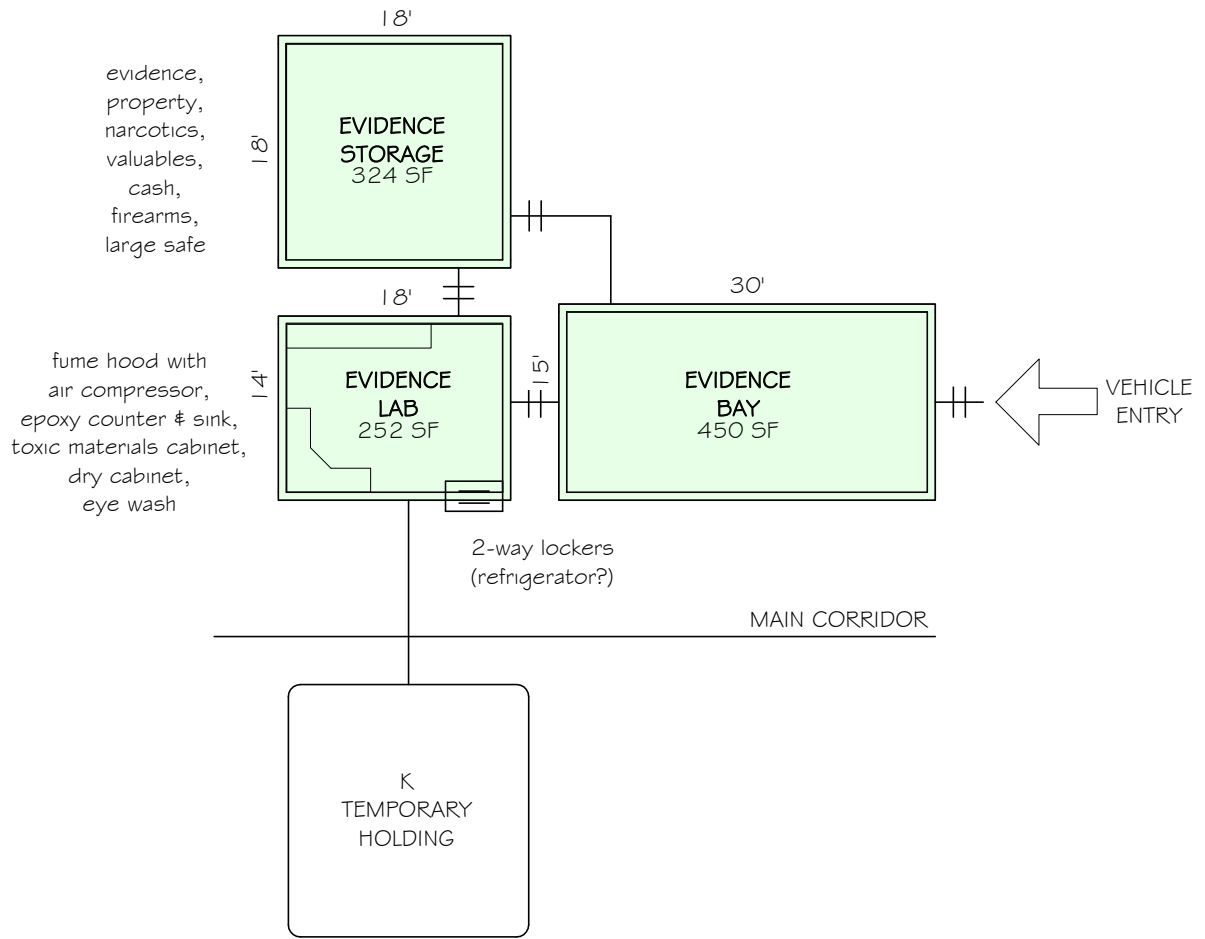 18'
evidence,
property,
narcotics,
valuables,
cash,
firearms,
large safe
18'
EVIDENCE
STORAGE
324 SF
18'
30'
fume hood with
air compressor,
epoxy counter & sink,
toxic materials cabinet,
dry cabinet,
eye wash
14'
EVIDENCE
LAB
252 SF
15'
EVIDENCE
BAY
450 SF
VEHICLE
ENTRY
2-way lockers
(refrigerator?)
MAIN CORRIDOR
K
TEMPORARY
HOLDING